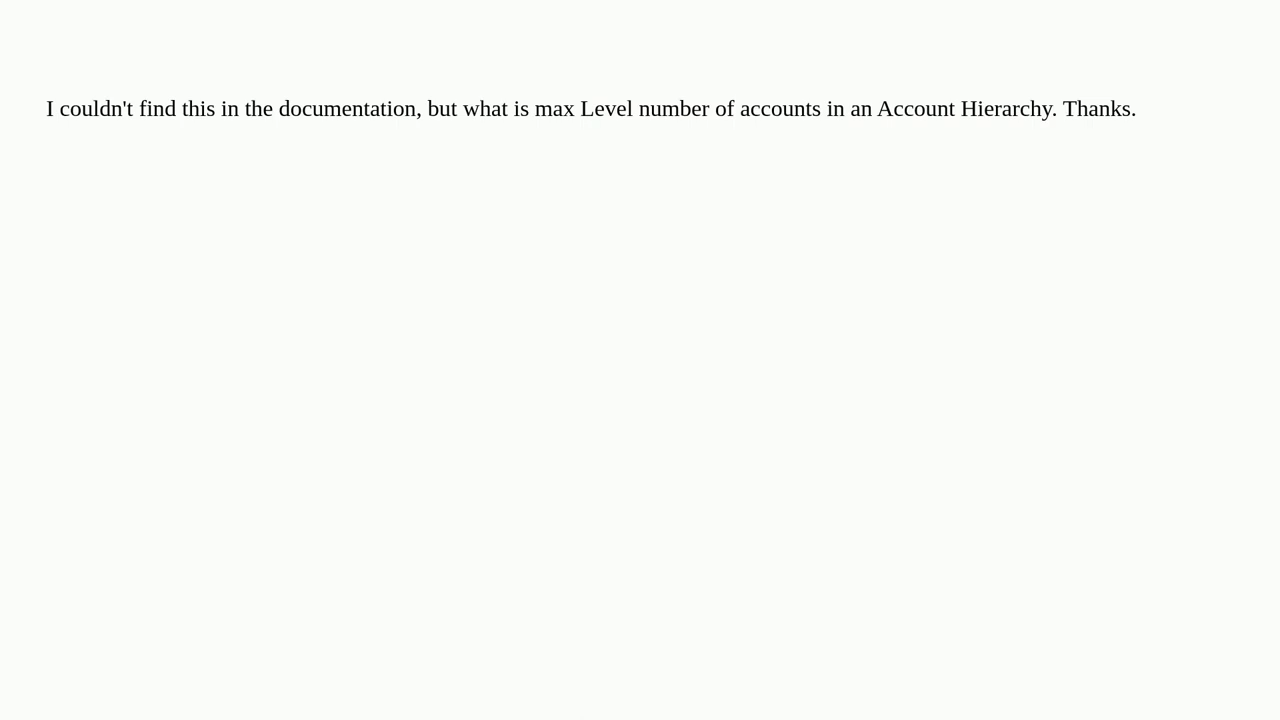 I couldn't find this in the documentation, but what is max Level number of accounts in an Account Hierarchy. Thanks.